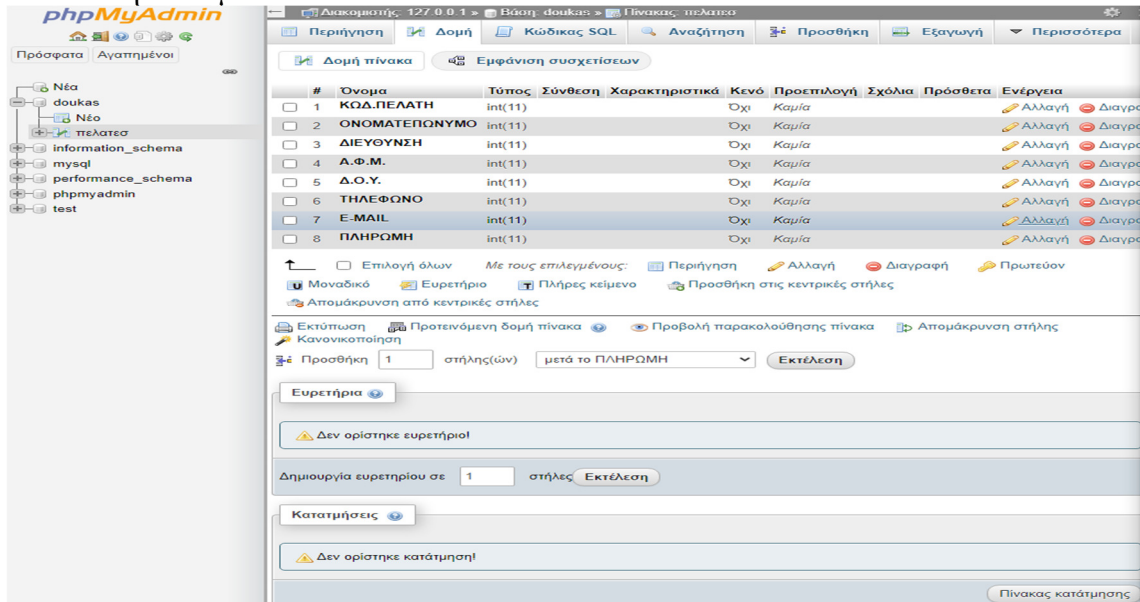 phpMyAdmin
Πρόσφατα Αγαπημένοι
Νέα
doukas
Νέο
πελατεσ
information_schema
mysql
performance_schema
phpmyadmin
test
Διακομιστής: 127.0.0.1 » Βάση: doukas » Πίνακας: πελατεσ
Περιήγηση Δομή Κώδικας SQL Αναζήτηση Προσθήκη Εξαγωγή Περισσότερα
Δομή πίνακα Εμφάνιση συσχετίσεων
# Όνομα Τύπος Σύνθεση Χαρακτηριστικά Κενό Προεπιλογή Σχόλια Πρόσθετα Ενέργεια
1 ΚΩΔ.ΠΕΛΑΤΗ int(11) Όχι Καμία Αλλαγή Διαγρα
2 ΟΝΟΜΑΤΕΠΩΝΥΜΟ int(11) Όχι Καμία Αλλαγή Διαγρα
3 ΔΙΕΥΘΥΝΣΗ int(11) Όχι Καμία Αλλαγή Διαγρα
4 Α.Φ.Μ. int(11) Όχι Καμία Αλλαγή Διαγρα
5 Δ.Ο.Υ. int(11) Όχι Καμία Αλλαγή Διαγρα
6 ΤΗΛΕΦΩΝΟ int(11) Όχι Καμία Αλλαγή Διαγρα
7 E-MAIL int(11) Όχι Καμία Αλλαγή Διαγρα
8 ΠΛΗΡΩΜΗ int(11) Όχι Καμία Αλλαγή Διαγρα
Επιλογή όλων Με τους επιλεγμένους: Περιήγηση Αλλαγή Διαγραφή Πρωτεύον
Μοναδικό Ευρετήριο Πλήρες κείμενο Προσθήκη στις κεντρικές στήλες
Απομάκρυνση από κεντρικές στήλες
Εκτύπωση Προτεινόμενη δομή πίνακα Προβολή παρακολούθησης πίνακα Απομάκρυνση στήλης
Κανονικοποίηση
Προσθήκη 1 στήλης(ών) μετά το ΠΛΗΡΩΜΗ Εκτέλεση
Ευρετήρια
Δεν ορίστηκε ευρετήριο!
Δημιουργία ευρετηρίου σε 1 στήλες Εκτέλεση
Κατατμήσεις
Δεν ορίστηκε κατάτμηση!
Πίνακας κατάτμησης